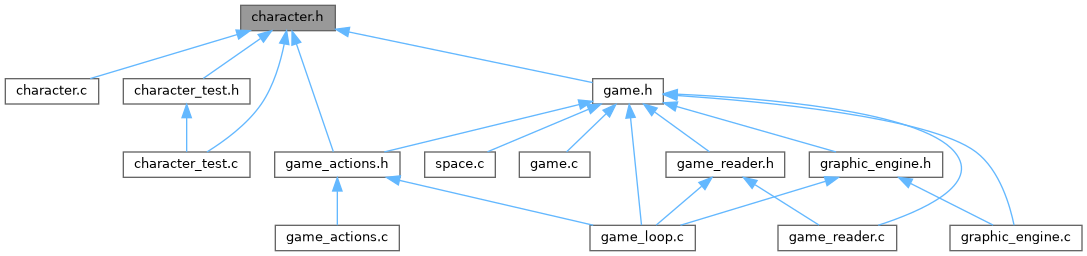 character.h
character.c
character_test.h
game.h
character_test.c
game_actions.h
space.c
game.c
game_reader.h
graphic_engine.h
game_actions.c
game_loop.c
game_reader.c
graphic_engine.c